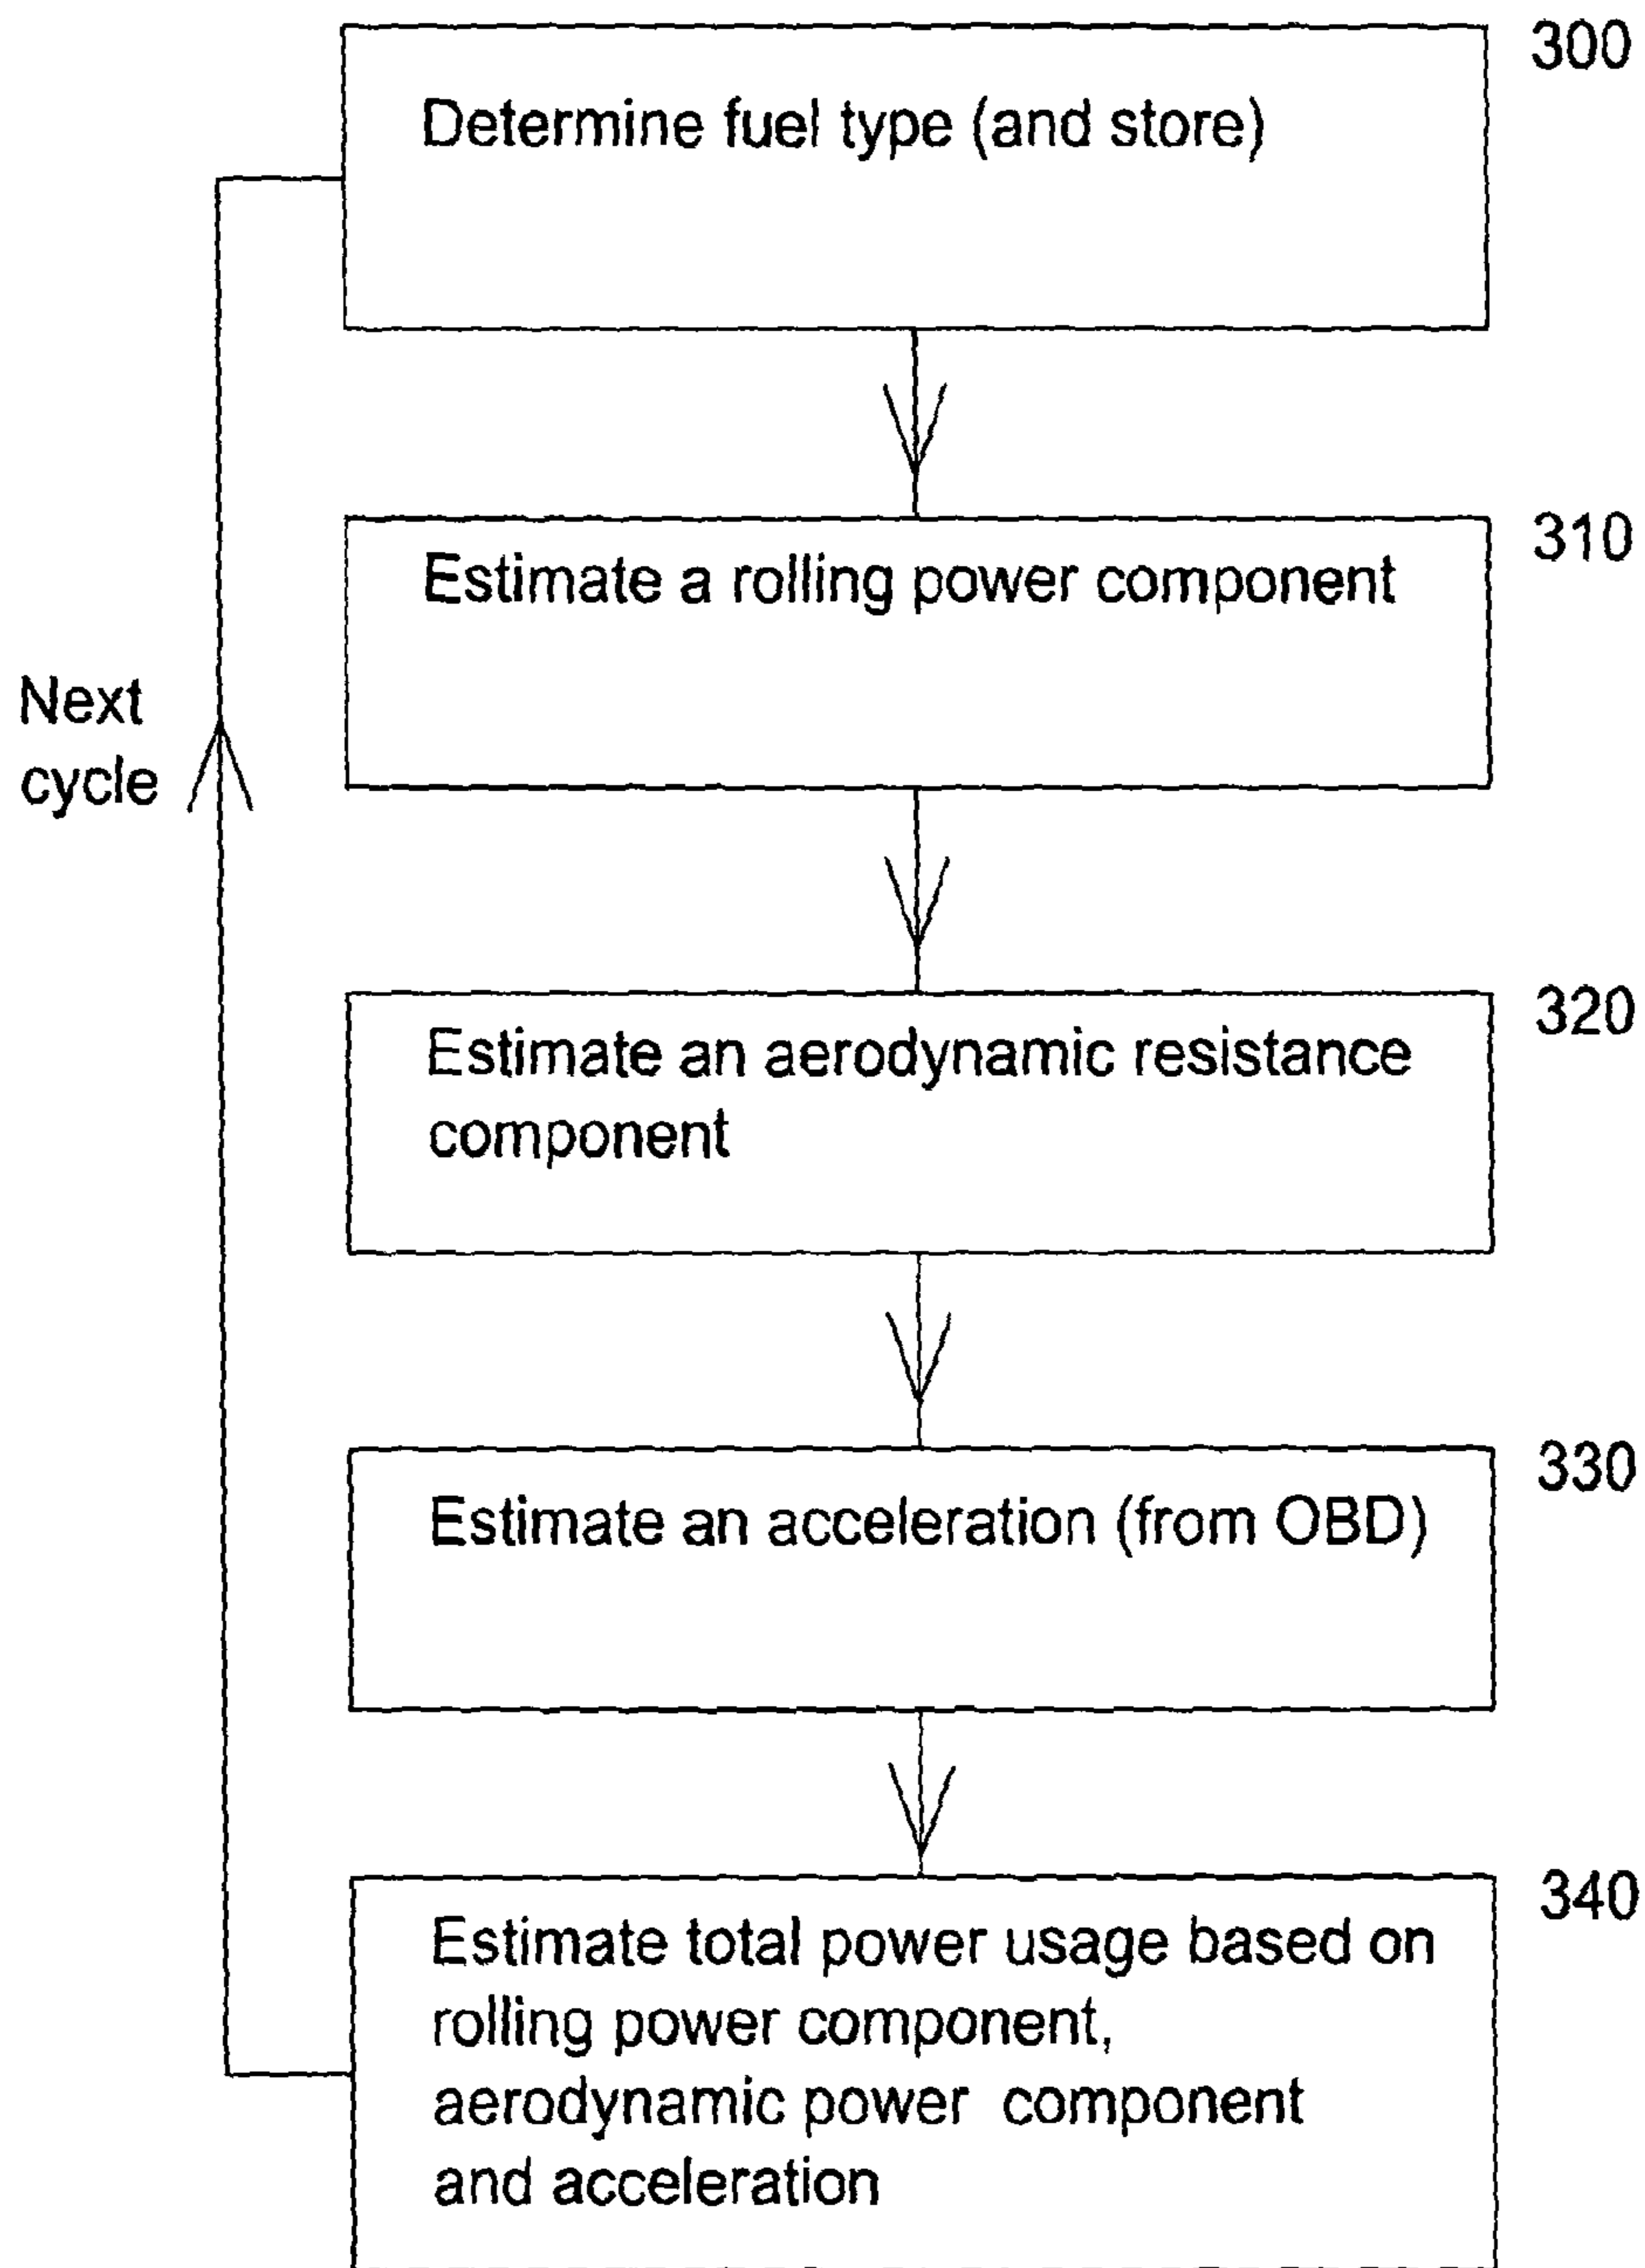 300
Determine fuel type (and store)
310
Estimate a rolling power component
Next
cycle
320
Estimate an aerodynamic resistance
component
330
Estimate an acceleration (from OBD)
340
Estimate total power usage based on
rolling power component,
aerodynamic power component
and acceleration